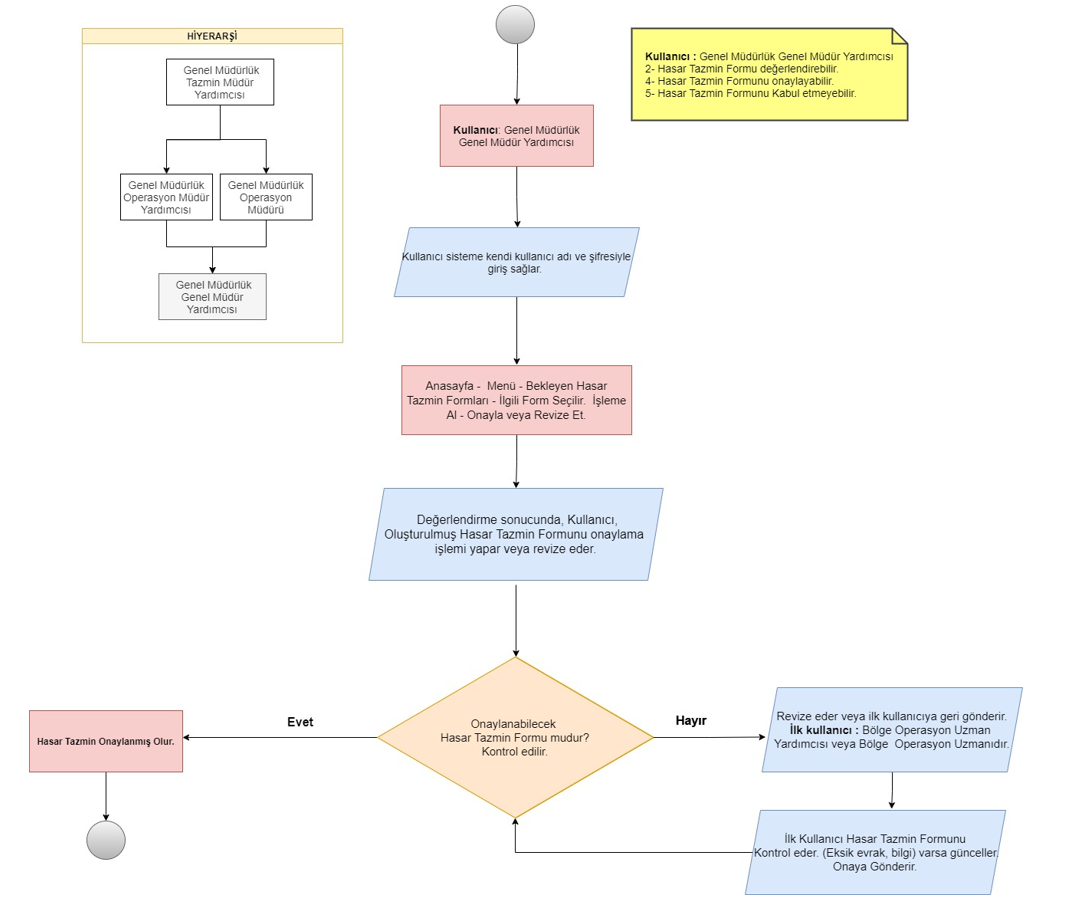 HİYERARŞİ
Genel Müdürlük
Tazmin Müdür
Yardımcısı
Genel Müdürlük
Operasyon Müdür
Yardımcısı
Genel Müdürlük
Operasyon
Müdürü
Genel Müdürlük
Genel Müdür
Yardımcısı
Kullanıcı : Genel Müdürlük Genel Müdür Yardımcısı
2- Hasar Tazmin Formu değerlendirebilir.
4- Hasar Tazmin Formunu onaylayabilir.
5- Hasar Tazmin Formunu Kabul etmeyebilir.
Kullanıcı: Genel Müdürlük
Genel Müdür Yardımcısı
Kullanıcı sisteme kendi kullanıcı adı ve şifresiyle
giriş sağlar.
Anasayfa - Menü - Bekleyen Hasar
Tazmin Formları - İlgili Form Seçilir. İşleme
Al - Onayla veya Revize Et.
Değerlendirme sonucunda, Kullanıcı,
Oluşturulmuş Hasar Tazmin Formunu onaylama
işlemi yapar veya revize eder.
Onaylanabilecek
Hasar Tazmin Formu mudur?
Kontrol edilir.
Evet
Hayır
Hasar Tazmin Onaylanmış Olur.
Revize eder veya ilk kullanıcıya geri gönderir.
İlk kullanıcı : Bölge Operasyon Uzman
Yardımcısı veya Bölge Operasyon Uzmanıdır.
İlk Kullanıcı Hasar Tazmin Formunu
Kontrol eder. (Eksik evrak, bilgi) varsa günceller.
Onaya Gönderir.